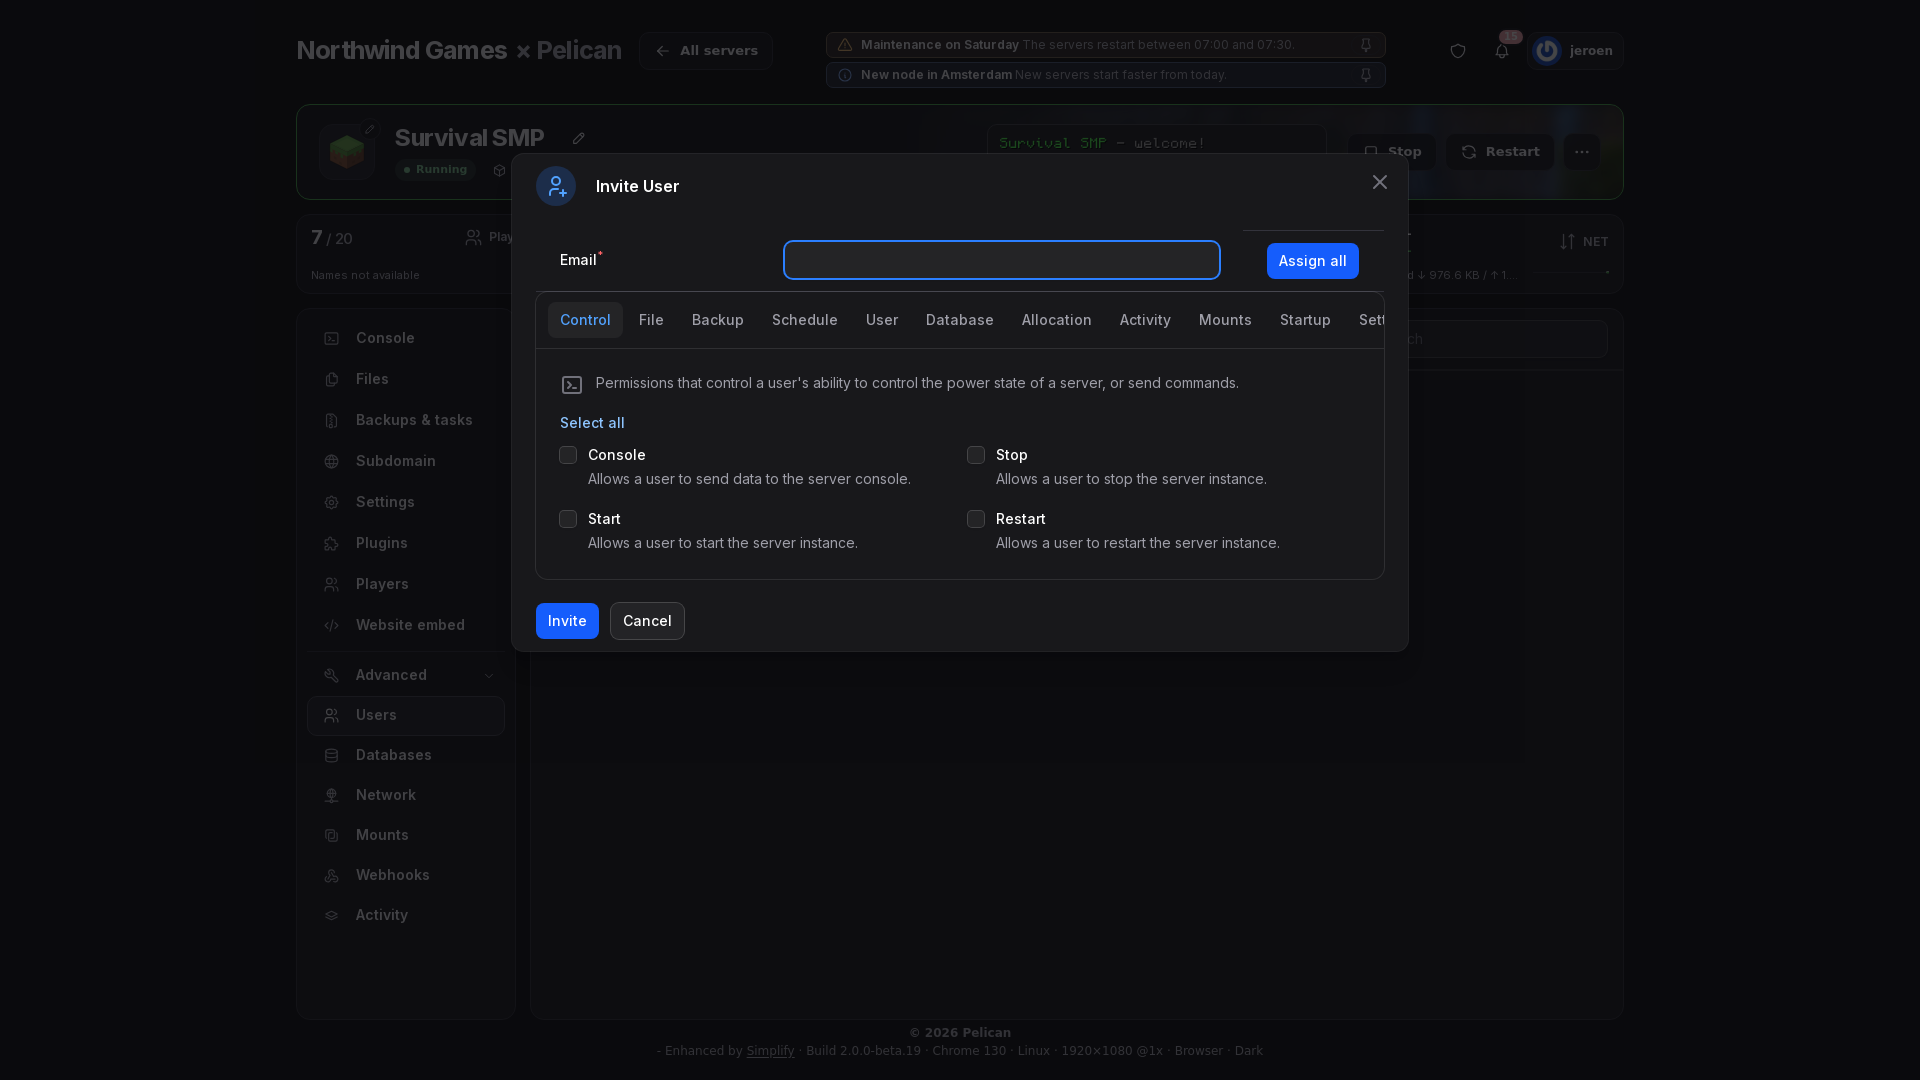 Northwind Games × Pelican
All servers
Maintenance on Saturday The servers restart between 07:00 and 07:30.
New node in Amsterdam New servers start faster from today.
15
jeroen
Survival SMP
Running
Survival SMP - welcome!
Stop
Restart
7 / 20
Names not available
NET
↓ 976.6 KB / ↑ 1....
Console
Files
Backups & tasks
Subdomain
Settings
Plugins
Players
Website embed
Advanced
Users
Databases
Network
Mounts
Webhooks
Activity
Invite User
Email*
Assign all
Control
File
Backup
Schedule
User
Database
Allocation
Activity
Mounts
Startup
Permissions that control a user's ability to control the power state of a server, or send commands.
Select all
Console
Allows a user to send data to the server console.
Stop
Allows a user to stop the server instance.
Start
Allows a user to start the server instance.
Restart
Allows a user to restart the server instance.
Invite
Cancel
© 2026 Pelican
- Enhanced by Simplify · Build 2.0.0-beta.19 · Chrome 130 · Linux · 1920×1080 @1x · Browser · Dark